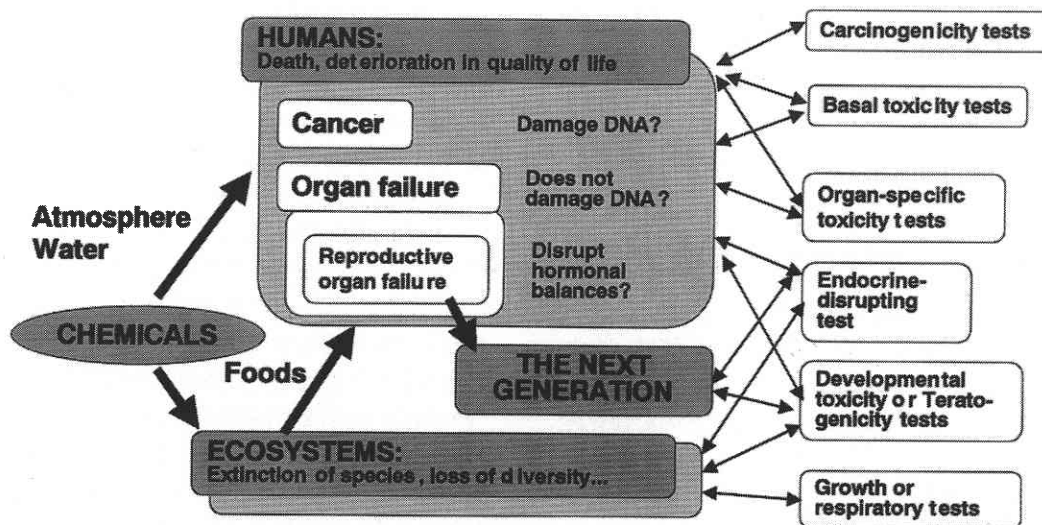 HUMANS:
Death, deterioration in quality of life
Cancer
Damage DNA?
Organ failure
Does not
damage DNA?
Reproductive
organ failure
Disrupt
hormonal
balances?
Atmosphere
Water
CHEMICALS
Foods
THE NEXT
GENERATION
ECOSYSTEMS:
Extinction of species, loss of diversity...
Carcinogenicity tests
Basal toxicity tests
Organ-specific
toxicity tests
Endocrine-
disrupting
test
Developmental
toxicity or Terato-
genicity tests
Growth or
respiratory tests